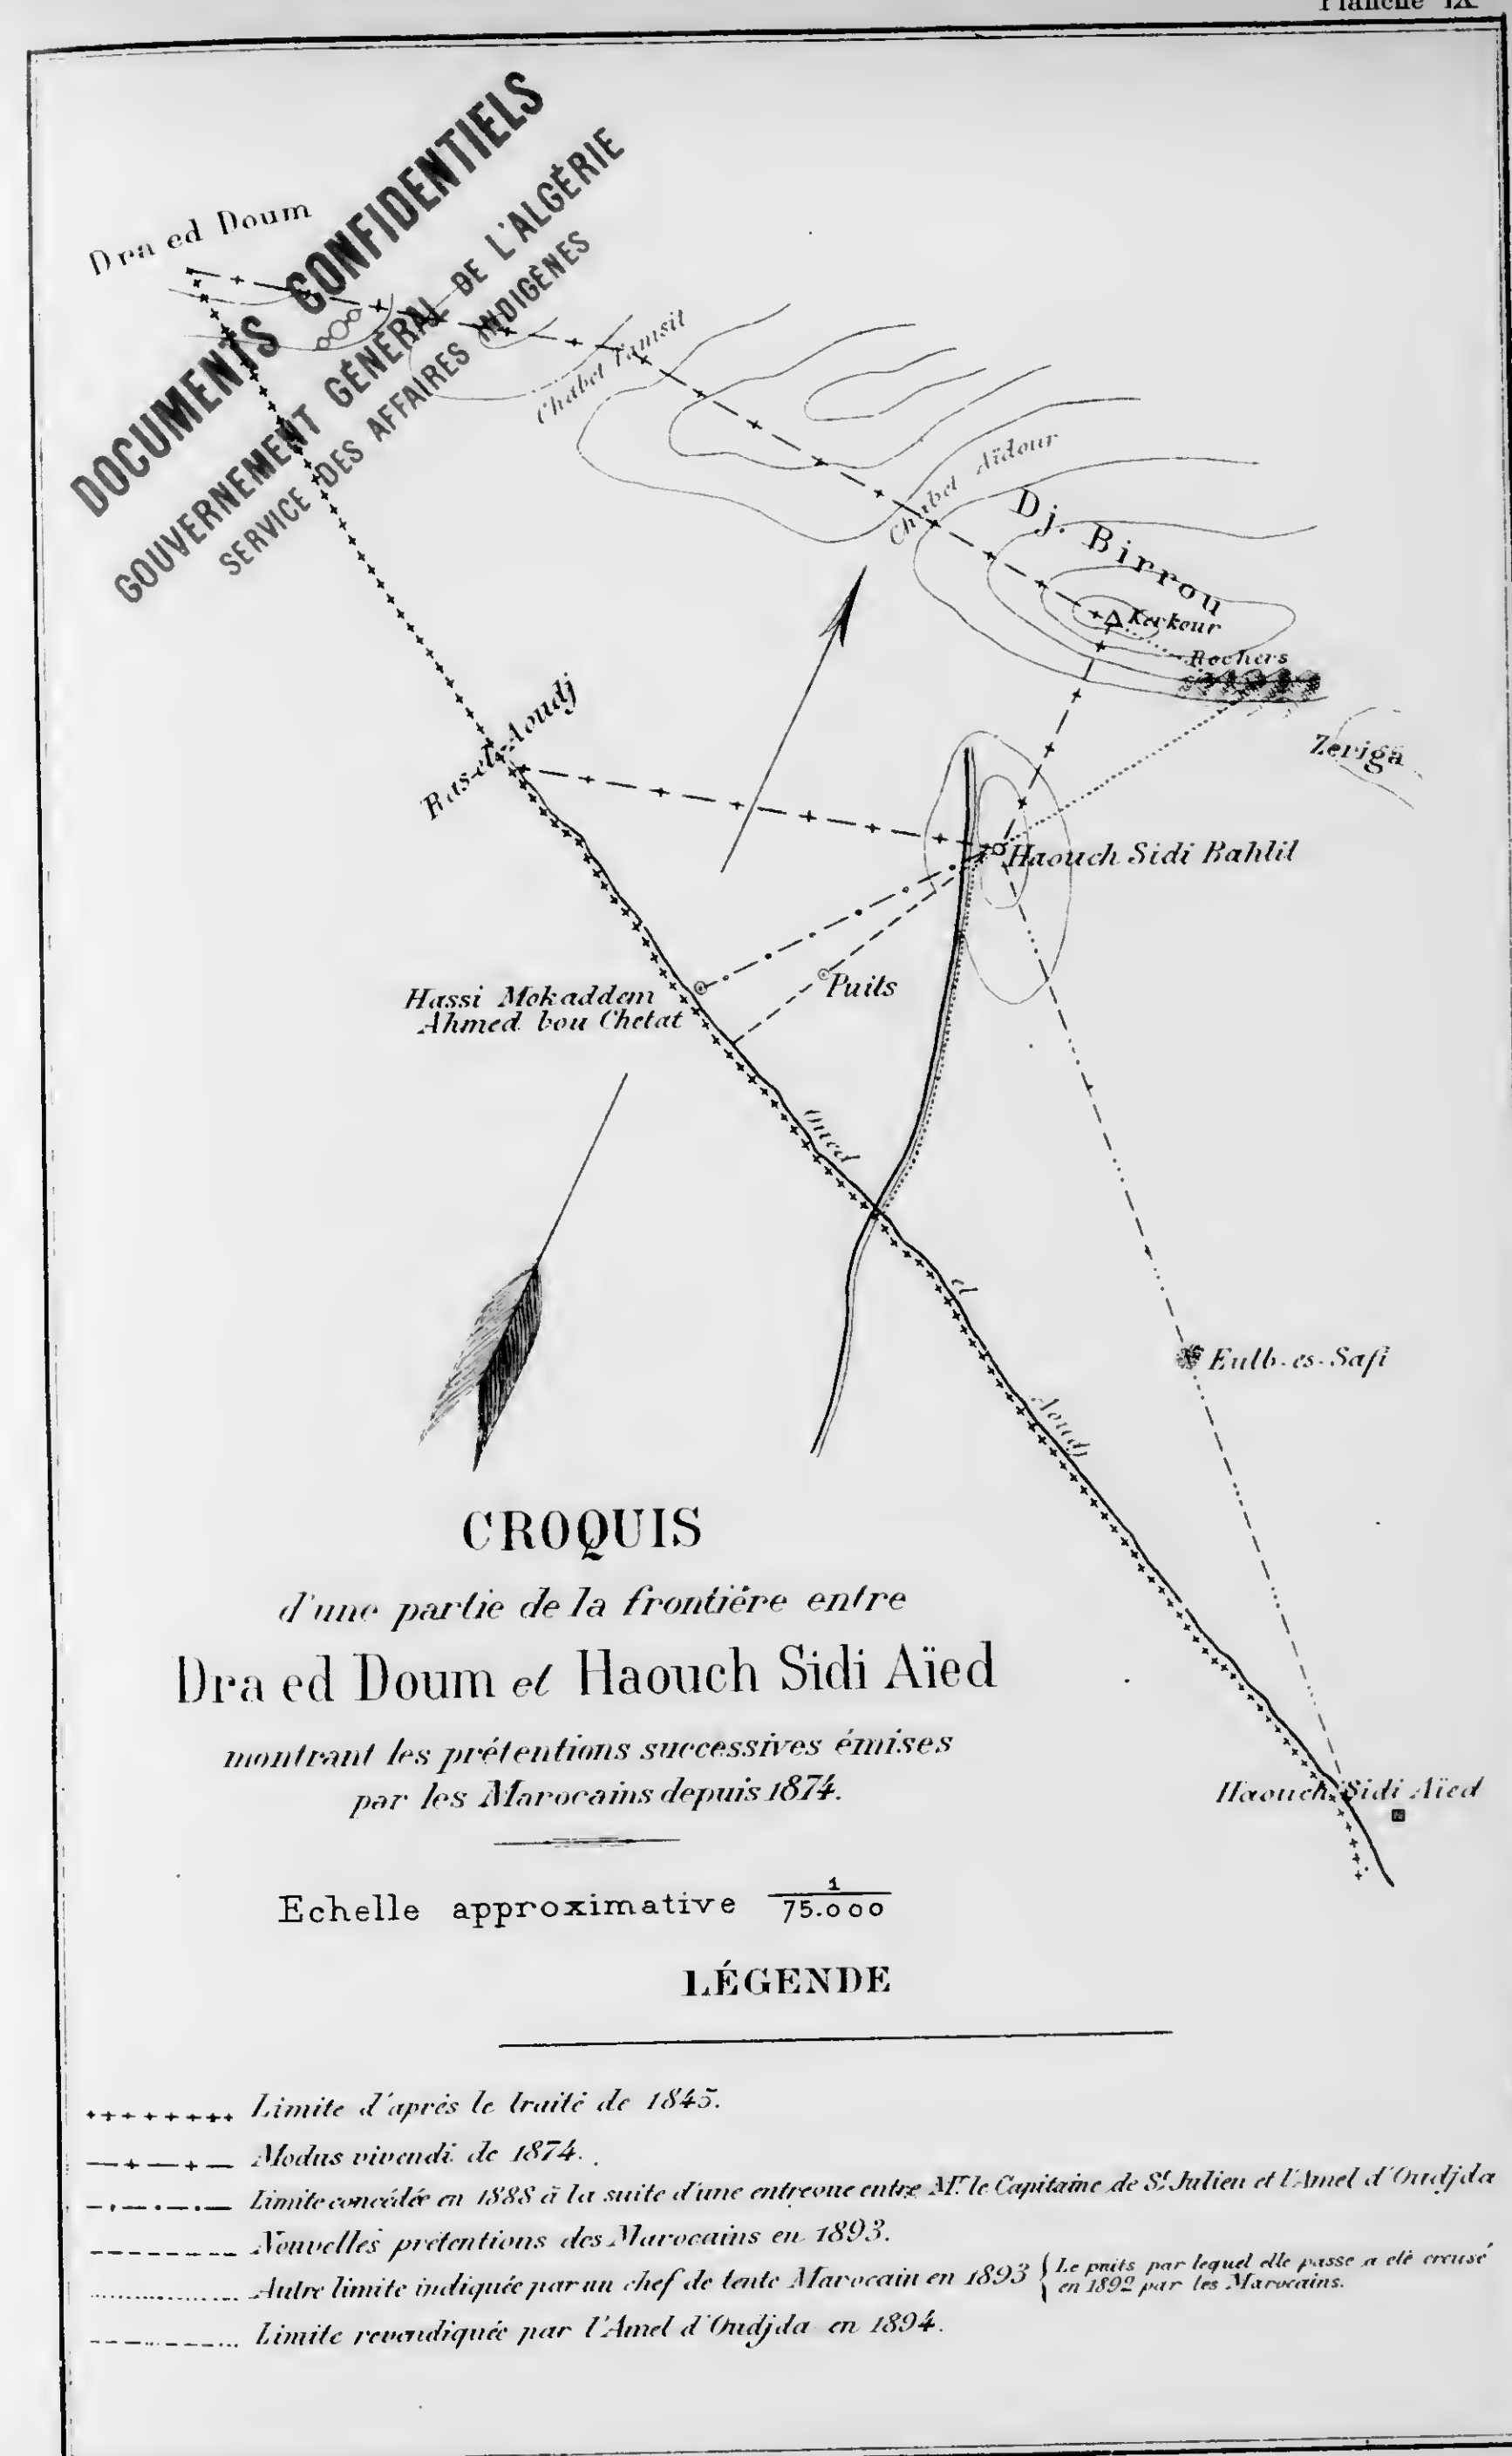 Planche IX
DOCUMENTS CONFIDENTIELS
GOUVERNEMENT GÉNÉRAL DE L'ALGÉRIE
SERVICE DES AFFAIRES INDIGÈNES
Dra ed Doum
Chabet Tamsit
Chabet Aïdour
Dj. Birrou
Kerkour
Rochers
Zeriga
Ras el Aoudj
Haouch Sidi Bahlil
Hassi Mokaddem
Ahmed bou Chetat
Puits
Oued
el
Aoudj
Eulb-es-Safi
Haouch Sidi Aïed
CROQUIS
d'une partie de la frontière entre
Dra ed Doum et Haouch Sidi Aïed
montrant les prétentions successives émises
par les Marocains depuis 1874.
Echelle approximative 1/75.000
LÉGENDE
Limite d'après le traité de 1845.
Modus vivendi de 1874.
Limite concédée en 1888 à la suite d'une entrevue entre Mr. le Capitaine de St Julien et l'Amel d'Oudjda
Nouvelles prétentions des Marocains en 1893.
Autre limite indiquée par un chef de tente Marocain en 1893 { Le puits par lequel elle passe a été creusé
en 1892 par les Marocains.
Limite revendiquée par l'Amel d'Oudjda en 1894.